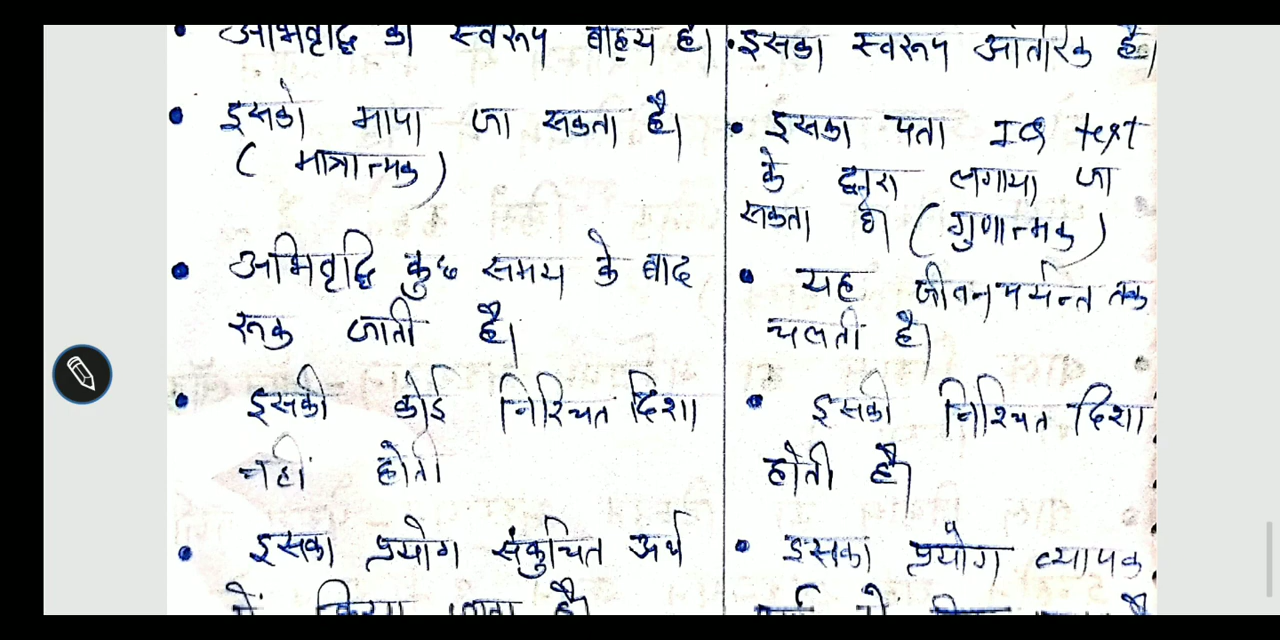 • अभिवृद्धि का स्वरूप बाह्य है।
• इसको मापा जा सकता है।
( मात्रात्मक )
• अभिवृद्धि कुछ समय के बाद
रूक जाती है।
• इसकी कोई निश्चित दिशा
नहीं होती
• इसका प्रयोग संकुचित अर्थ
में किया जाता है।
• इसका स्वरूप आंतरिक है।
• इसका पता IQ test
के द्वारा लगाया जा
सकता है। ( गुणात्मक )
• यह जीवनपर्यन्त तक
चलती है।
• इसकी निश्चित दिशा
होती है।
• इसका प्रयोग व्यापक